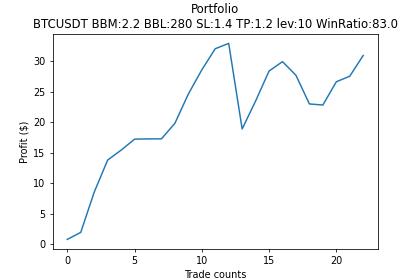 Portfolio
BTCUSDT BBM:2.2 BBL:280 SL:1.4 TP:1.2 lev:10 WinRatio:83.0
30
25
20
15
10
5
0
Profit ($)
0 5 10 15 20
Trade counts